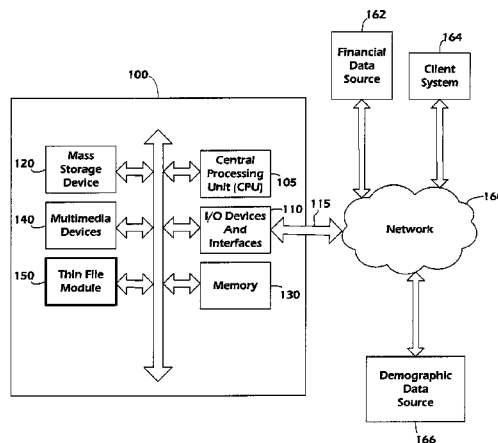 162
164
Financial
Data
Source
Client
System
100
120
Mass
Storage
Device
Central
Processing
Unit (CPU)
105
140
Multimedia
Devices
110
I/O Devices
And
Interfaces
115
Network
160
150
Thin File
Module
Memory
130
Demographic
Data
Source
166